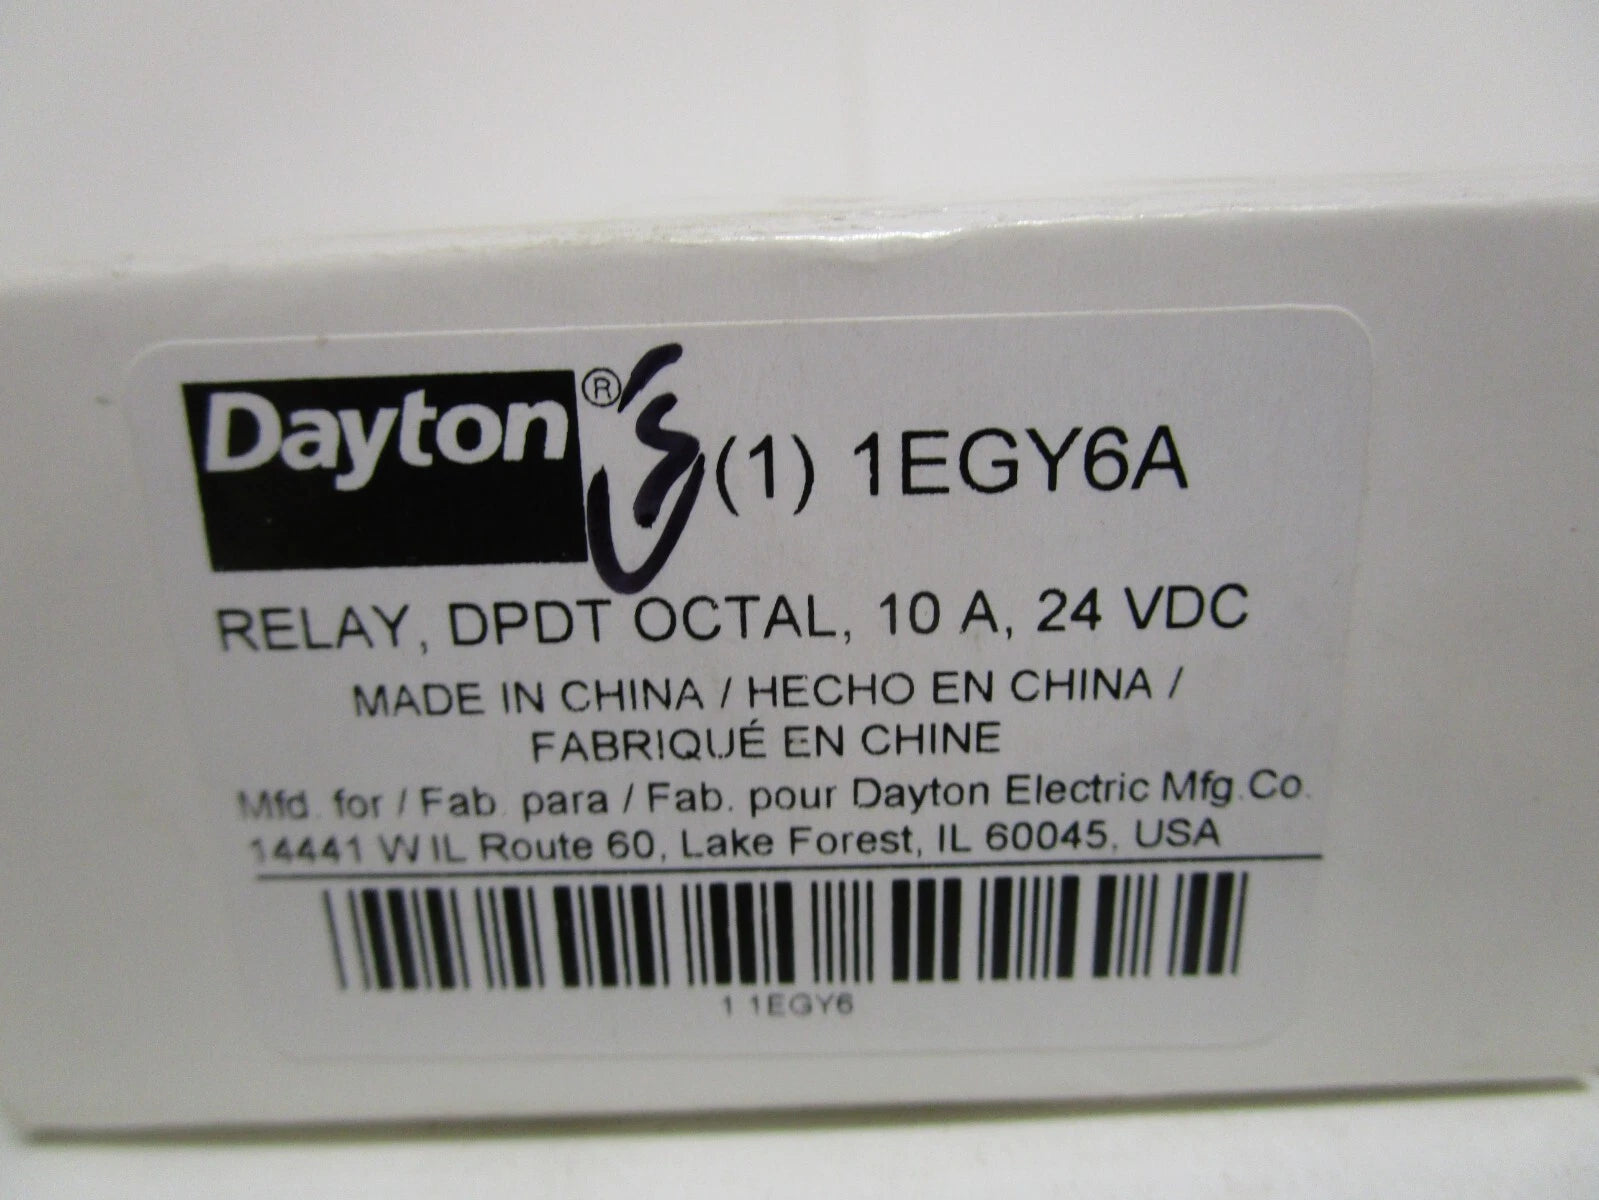 Dayton® (1) 1EGY6A
RELAY, DPDT OCTAL, 10 A, 24 VDC
MADE IN CHINA / HECHO EN CHINA /
FABRIQUÉ EN CHINE
Mfd. for / Fab. para / Fab. pour Dayton Electric Mfg.Co.
14441 W IL Route 60, Lake Forest, IL 60045, USA
1 1EGY6